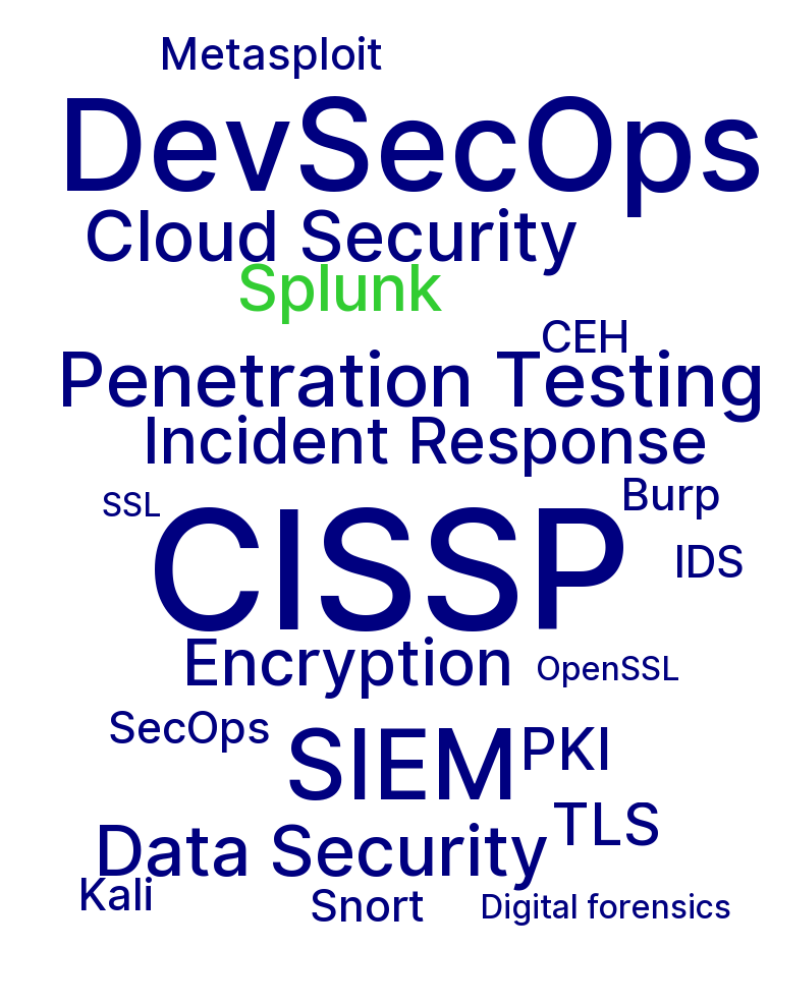 Metasploit
DevSecOps
Cloud Security
Splunk
CEH
Penetration Testing
Incident Response
SSL
Burp
CISSP
IDS
Encryption
OpenSSL
SecOps
SIEM
PKI
TLS
Data Security
Kali
Snort
Digital forensics